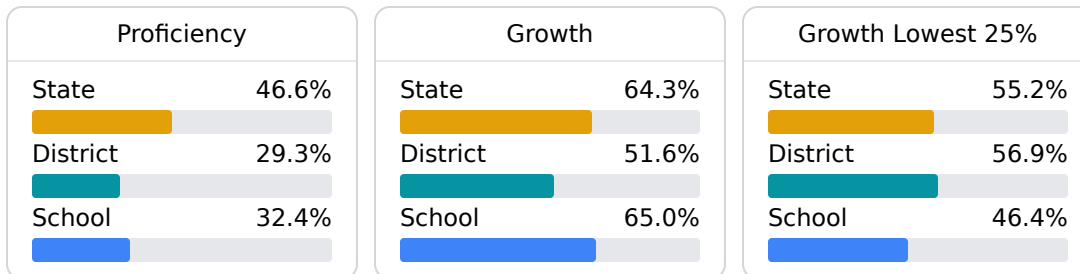 Proficiency
State 46.6%
District 29.3%
School 32.4%
Growth
State 64.3%
District 51.6%
School 65.0%
Growth Lowest 25%
State 55.2%
District 56.9%
School 46.4%